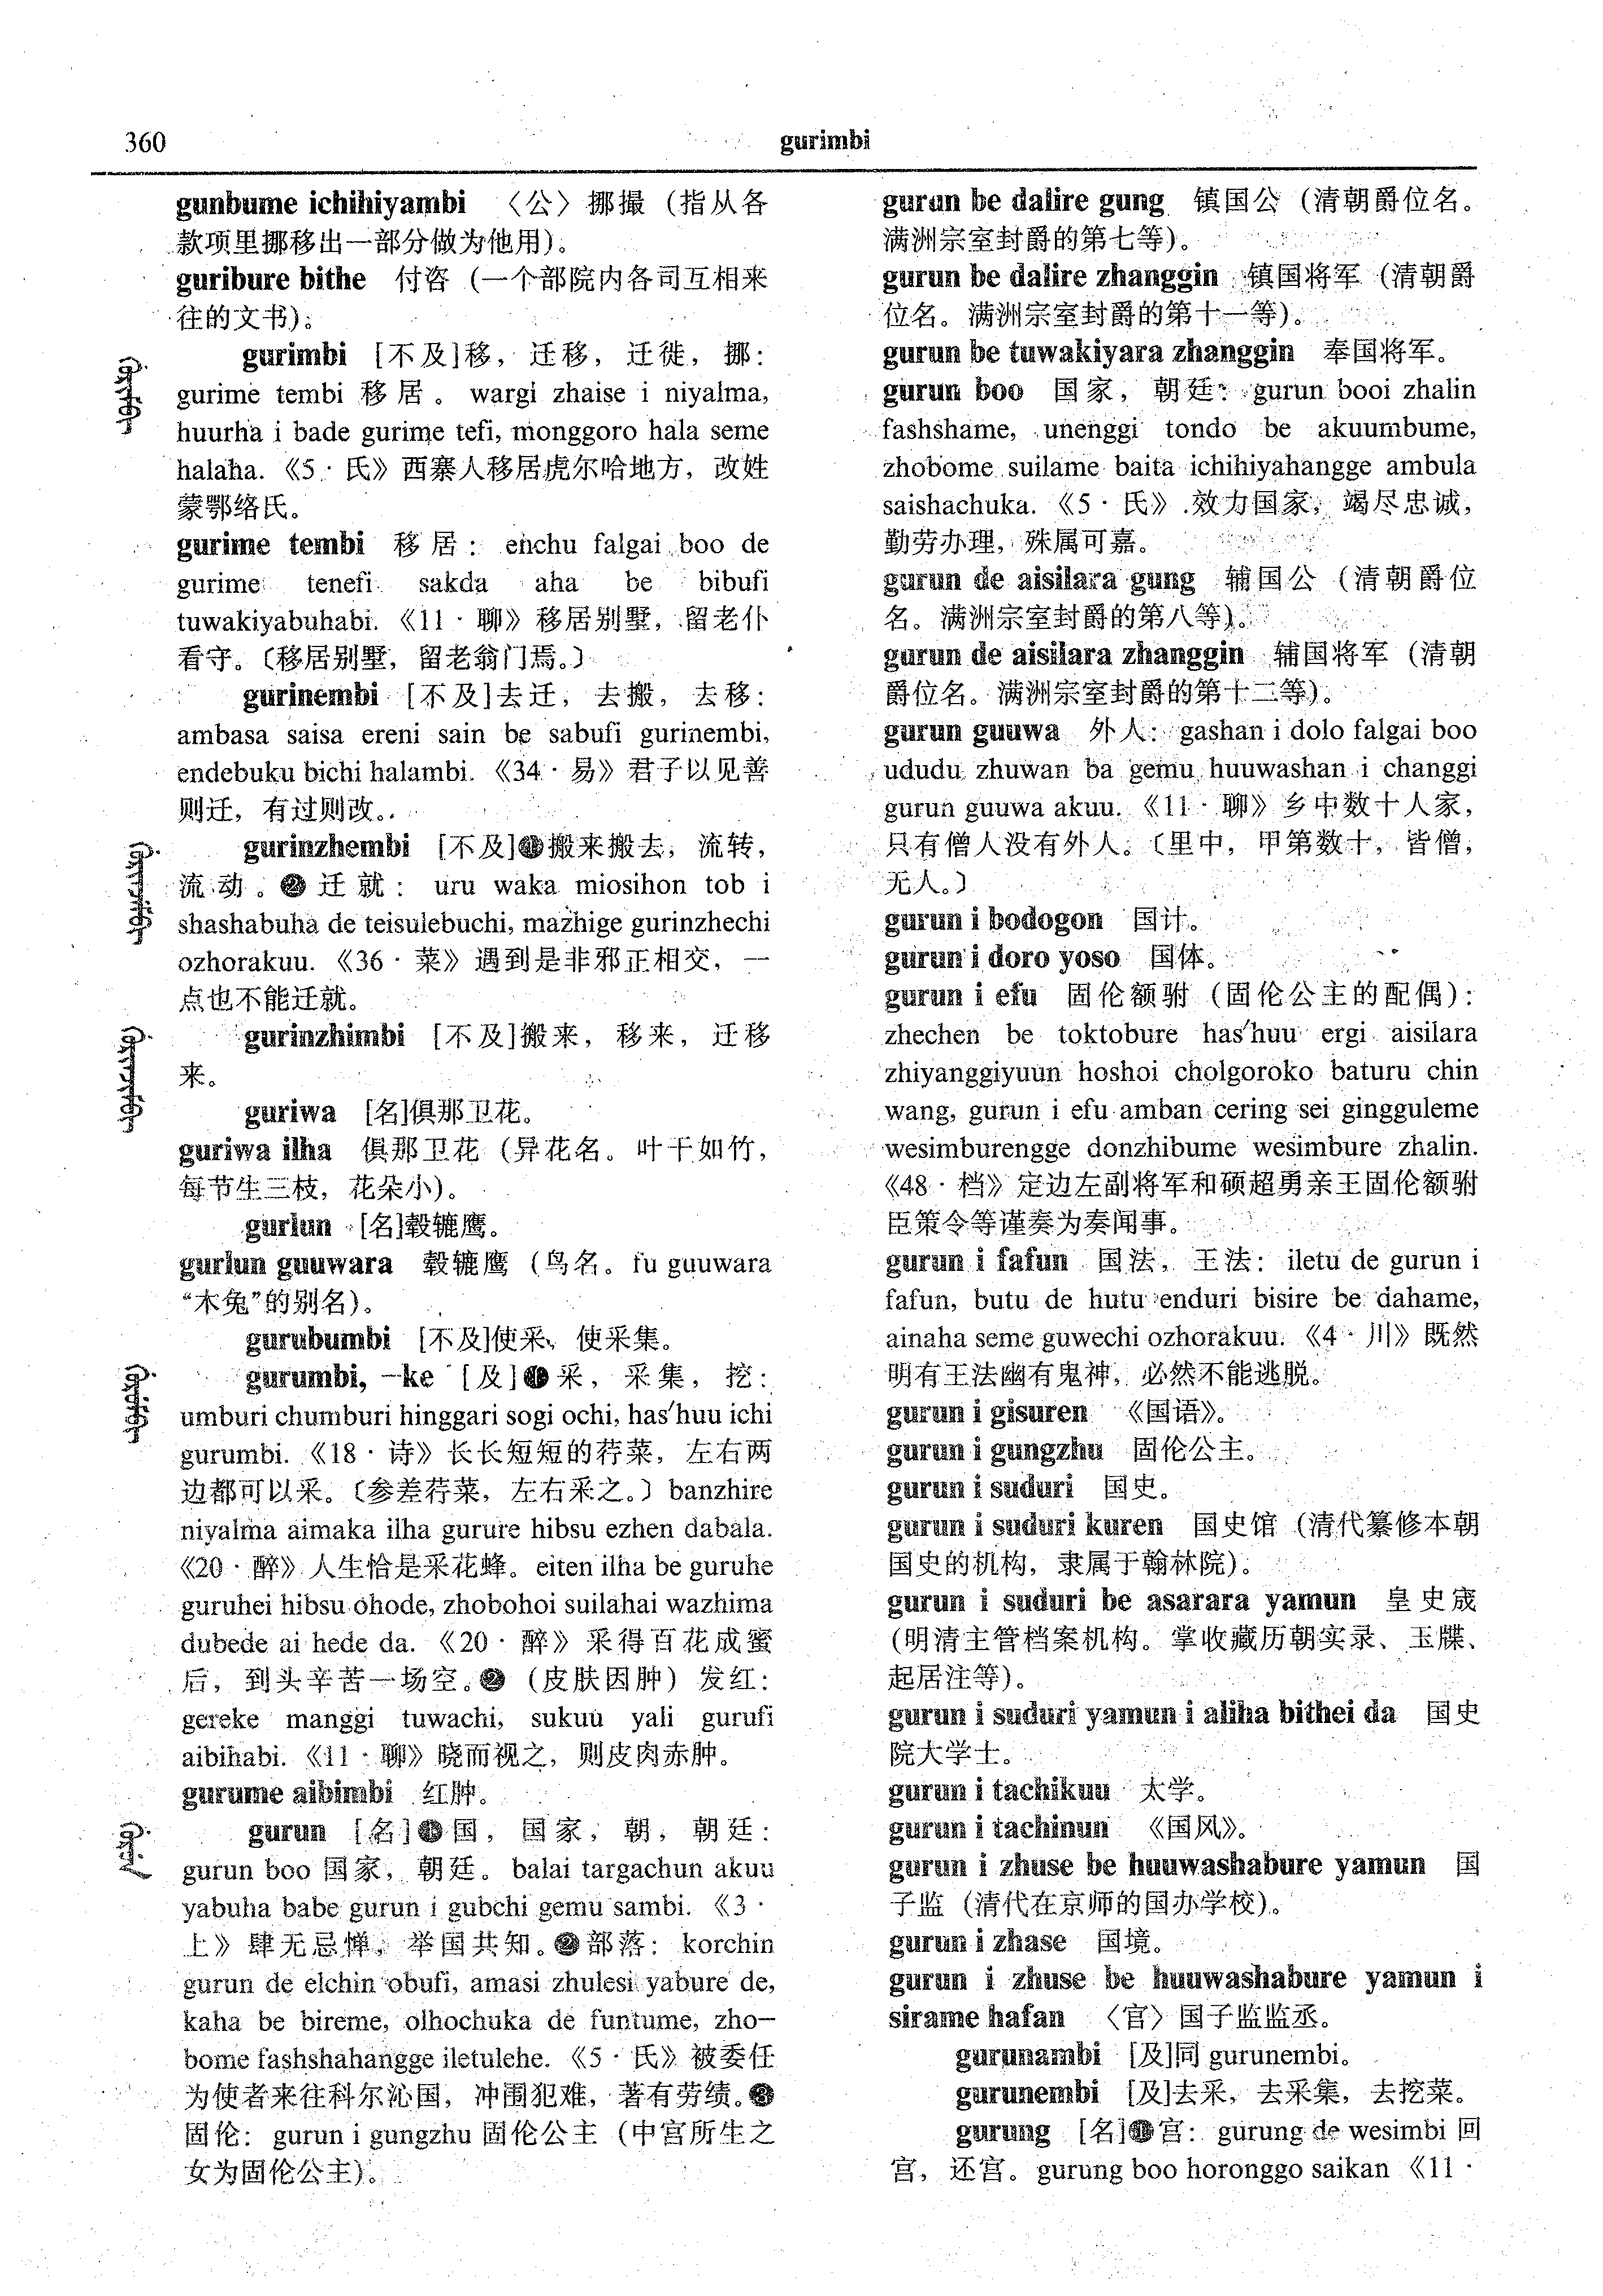 360
gurimbi
gunbume ichihiyambi 〈公〉挪撮（指从各
款项里挪移出一部分做为他用）。
guribure bithe 付咨（一个部院内各司互相来
往的文书）。
gurimbi [不及]移，迁移，迁徙，挪：
gurime tembi 移居。wargi zhaise i niyalma,
huurha i bade gurime tefi, monggoro hala seme
halaha.《5·氏》西寨人移居虎尔哈地方，改姓
蒙鄂络氏。
gurime tembi 移居：enchu falgai boo de
gurime tenefi sakda aha be bibufi
tuwakiyabuhabi.《11·聊》移居别墅，留老仆
看守。〔移居别墅，留老翁门焉。〕
gurinembi [不及]去迁，去搬，去移：
ambasa saisa ereni sain be sabufi gurinembi,
endebuku bichi halambi.《34·易》君子以见善
则迁，有过则改。
gurinzhembi [不及]❶搬来搬去，流转，
流动。❷迁就：uru waka miosihon tob i
shashabuha de teisulebuchi, mazhige gurinzhechi
ozhorakuu.《36·菜》遇到是非邪正相交，一
点也不能迁就。
gurinzhimbi [不及]搬来，移来，迁移
来。
guriwa [名]俱那卫花。
guriwa ilha 俱那卫花（异花名。叶干如竹，
每节生三枝，花朵小）。
gurlun [名]毂辘鹰。
gurlun guuwara 毂辘鹰（鸟名。fu guuwara
“木兔”的别名）。
gurubumbi [不及]使采、使采集。
gurumbi, -ke [及]❶采，采集，挖：
umburi chumburi hinggari sogi ochi, has'huu ichi
gurumbi.《18·诗》长长短短的荇菜，左右两
边都可以采。〔参差荇菜，左右采之。〕banzhire
niyalma aimaka ilha gurure hibsu ezhen dabala.
《20·醉》人生恰是采花蜂。eiten ilha be guruhe
guruhei hibsu ohode, zhobohoi suilahai wazhima
dubede ai hede da.《20·醉》采得百花成蜜
后，到头辛苦一场空。❷（皮肤因肿）发红：
gereke manggi tuwachi, sukuu yali gurufi
aibihabi.《11·聊》晓而视之，则皮肉赤肿。
gurume aibimbi 红肿。
gurun [名]❶国，国家，朝，朝廷：
gurun boo 国家，朝廷。balai targachun akuu
yabuha babe gurun i gubchi gemu sambi.《3·
上》肆无忌惮，举国共知。❷部落：korchin
gurun de elchin obufi, amasi zhulesi yabure de,
kaha be bireme, olhochuka de funtume, zho-
bome fashshahangge iletulehe.《5·氏》被委任
为使者来往科尔沁国，冲围犯难，著有劳绩。❸
固伦：gurun i gungzhu 固伦公主（中宫所生之
女为固伦公主）。
gurun be dalire gung 镇国公（清朝爵位名。
满洲宗室封爵的第七等）。
gurun be dalire zhanggin 镇国将军（清朝爵
位名。满洲宗室封爵的第十一等）。
gurun be tuwakiyara zhanggin 奉国将军。
gurun boo 国家，朝廷：gurun booi zhalin
fashshame, unenggi tondo be akuumbume,
zhobome suilame baita ichihiyahangge ambula
saishachuka.《5·氏》效力国家，竭尽忠诚，
勤劳办理，殊属可嘉。
gurun de aisilara gung 辅国公（清朝爵位
名。满洲宗室封爵的第八等）。
gurun de aisilara zhanggin 辅国将军（清朝
爵位名。满洲宗室封爵的第十二等）。
gurun guuwa 外人：gashan i dolo falgai boo
ududu zhuwan ba gemu huuwashan i changgi
gurun guuwa akuu.《11·聊》乡中数十人家，
只有僧人没有外人。〔里中，甲第数十，皆僧，
无人。〕
gurun i bodogon 国计。
gurun i doro yoso 国体。
gurun i efu 固伦额驸（固伦公主的配偶）：
zhechen be toktobure has'huu ergi aisilara
zhiyanggiyuun hoshoi cholgoroko baturu chin
wang, gurun i efu amban cering sei gingguleme
wesimburengge donzhibume wesimbure zhalin.
《48·档》定边左副将军和硕超勇亲王固伦额驸
臣策令等谨奏为奏闻事。
gurun i fafun 国法，王法：iletu de gurun i
fafun, butu de hutu enduri bisire be dahame,
ainaha seme guwechi ozhorakuu.《4·川》既然
明有王法幽有鬼神，必然不能逃脱。
gurun i gisuren 《国语》。
gurun i gungzhu 固伦公主。
gurun i suduri 国史。
gurun i suduri kuren 国史馆（清代纂修本朝
国史的机构，隶属于翰林院）。
gurun i suduri be asarara yamun 皇史宬
（明清主管档案机构。掌收藏历朝实录、玉牒、
起居注等）。
gurun i suduri yamun i aliha bithei da 国史
院大学士。
gurun i tachikuu 太学。
gurun i tachinun 《国风》。
gurun i zhuse be huuwashabure yamun 国
子监（清代在京师的国办学校）。
gurun i zhase 国境。
gurun i zhuse be huuwashabure yamun i
sirame hafan 〈官〉国子监监丞。
gurunambi [及]同 gurunembi。
gurunembi [及]去采，去采集，去挖菜。
gurung [名]❶宫：gurung de wesimbi 回
宫，还宫。gurung boo horonggo saikan《11·